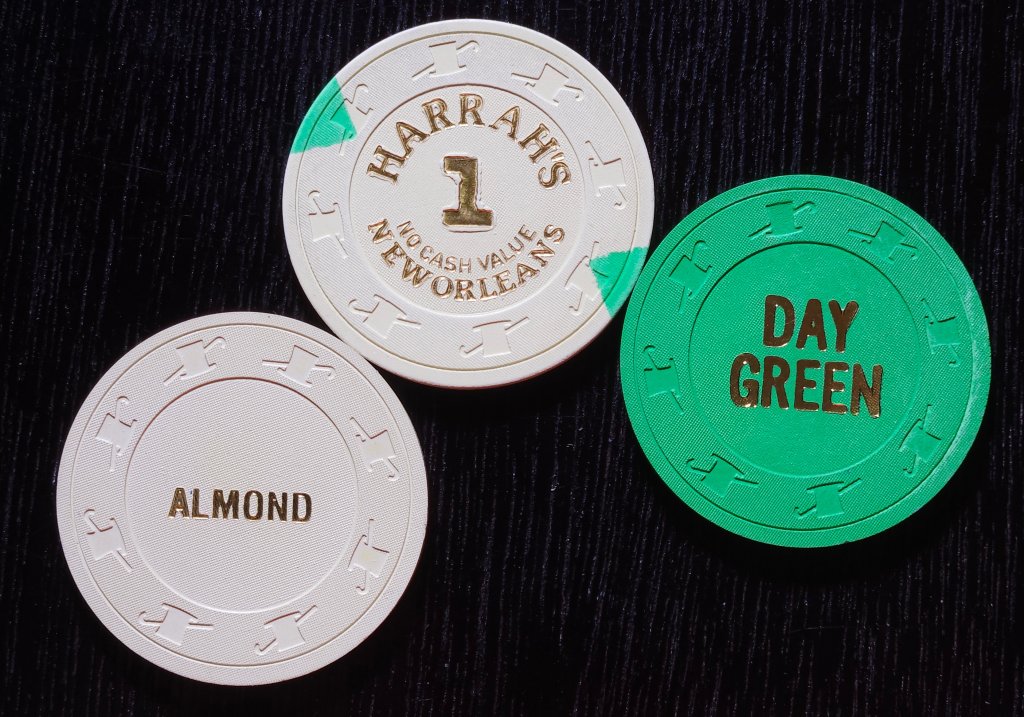 HARRAH'S
1
NO CASH VALUE
NEW ORLEANS
DAY
GREEN
ALMOND